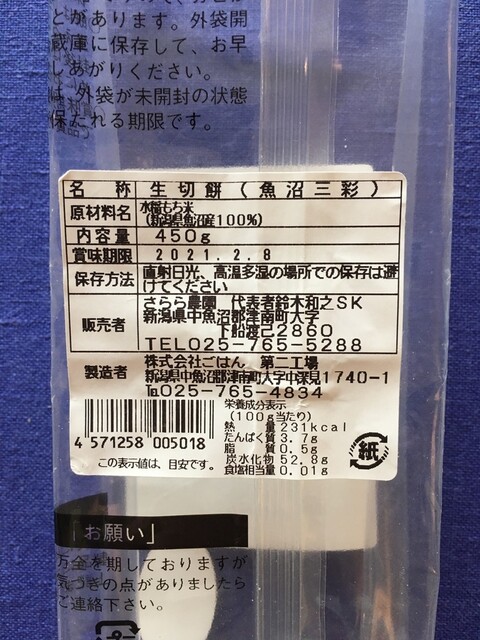 とがあります。外袋開
蔵庫に保存して、お早
しあがりください。
は、外袋が未開封の状態
保たれる期限です。
名 称 生切餅(魚沼三彩)
原材料名 水稲もち米
(新潟県魚沼産100%)
内容量 450g
賞味期限 2021.2.8
保存方法 直射日光、高温多湿の場所での保存は避
けてください
販売者 さらら農園 代表者鈴木和之SK
新潟県中魚沼郡津南町大字
下船渡己2860
TEL025-765-5288
製造者 株式会社ごはん 第二工場
新潟県中魚沼郡津南町大字中深見1740-1
TEL025-765-4834
栄養成分表示
(100g当たり)
熱 量 231kcal
たんぱく質 3.7g
脂 質 0.5g
炭水化物 52.8g
食塩相当量 0.01g
4 571258 005018
この表示値は、目安です。
紙
「お願い」
万全を期しておりますが
気づきの点がありましたら
ご連絡下さい。